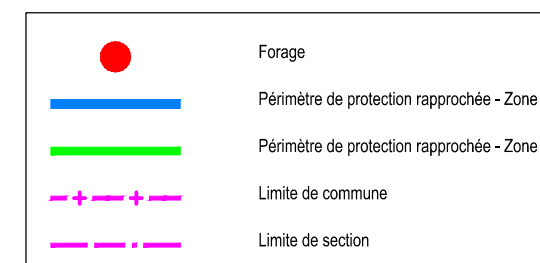 Forage
Périmètre de protection rapprochée - Zone
Périmètre de protection rapprochée - Zone
Limite de commune
Limite de section